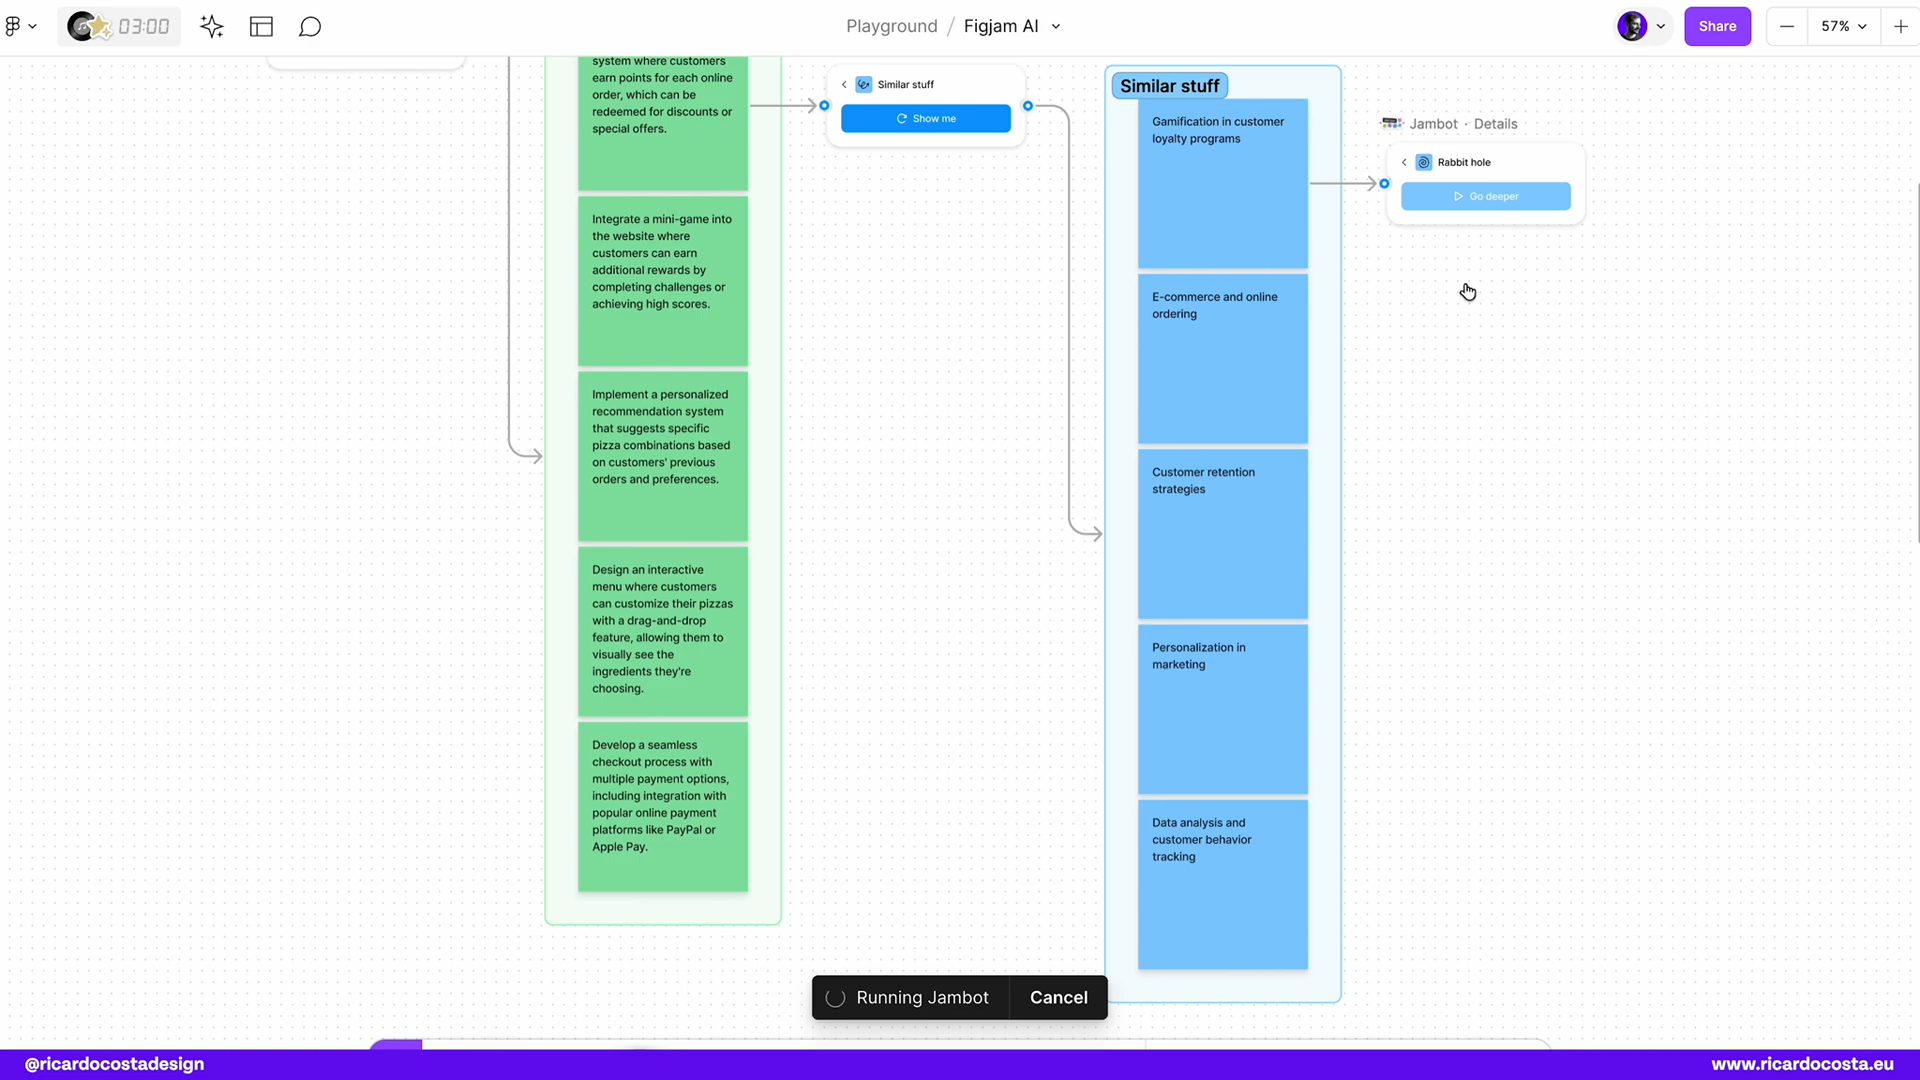 03:00
Playground / Figjam AI
Share
57%
system where customers
earn points for each online
order, which can be
redeemed for discounts or
special offers.
Integrate a mini-game into
the website where
customers can earn
additional rewards by
completing challenges or
achieving high scores.
Implement a personalized
recommendation system
that suggests specific
pizza combinations based
on customers' previous
orders and preferences.
Design an interactive
menu where customers
can customize their pizzas
with a drag-and-drop
feature, allowing them to
visually see the
ingredients they're
choosing.
Develop a seamless
checkout process with
multiple payment options,
including integration with
popular online payment
platforms like PayPal or
Apple Pay.
Similar stuff
Show me
Similar stuff
Gamification in customer
loyalty programs
E-commerce and online
ordering
Customer retention
strategies
Personalization in
marketing
Data analysis and
customer behavior
tracking
Jambot · Details
Rabbit hole
Go deeper
Running Jambot
Cancel
@ricardocostadesign
www.ricardocosta.eu